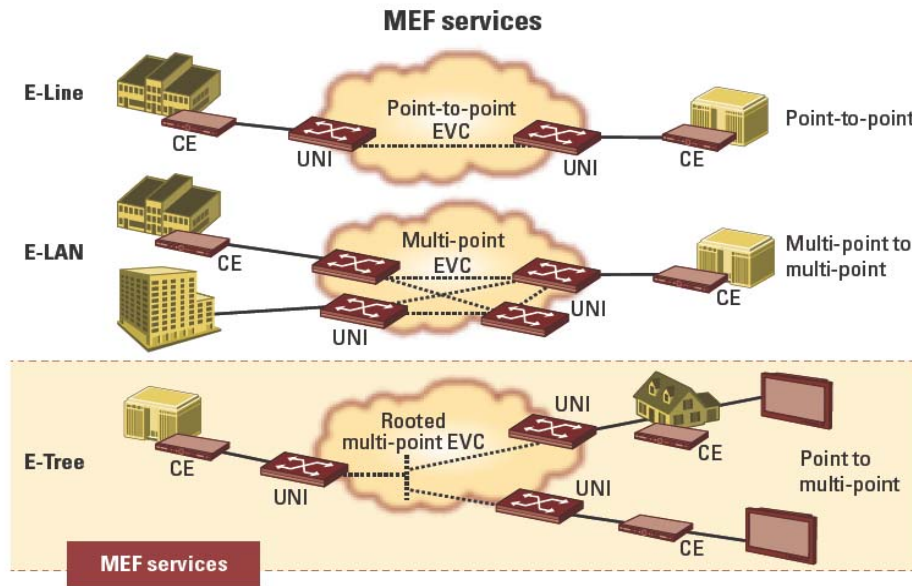 MEF services
E-Line
Point-to-point
EVC
CE
UNI
UNI
CE
Point-to-point
E-LAN
Multi-point
EVC
CE
UNI
UNI
CE
Multi-point to
multi-point
E-Tree
Rooted
multi-point EVC
CE
UNI
UNI
CE
UNI
CE
Point to
multi-point
MEF services